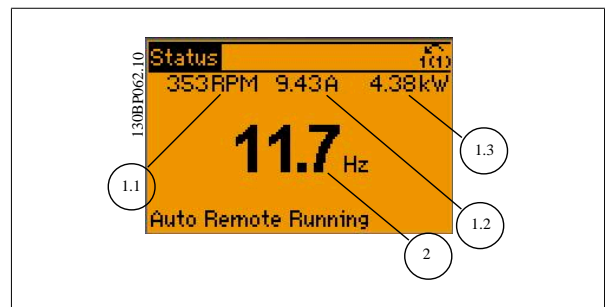 130BP062.10
Status 1(1)
353RPM 9.43A 4.38kW
11.7 Hz
Auto Remote Running
1.1
1.3
1.2
2